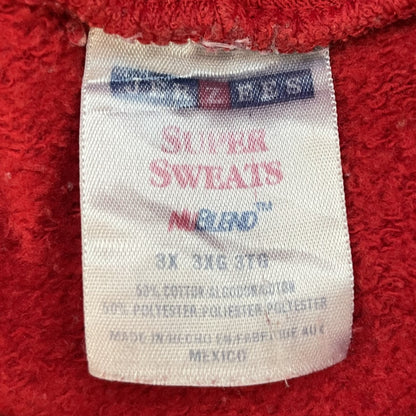 JERZEES
SUPER
SWEATS
NUBLEND™
3X 3XG 3TG
50% COTTON/ALGODON/COTON
50% POLYESTER/POLIESTER/POLYESTER
MADE IN/HECHO EN/FABRIQUE AU
MEXICO